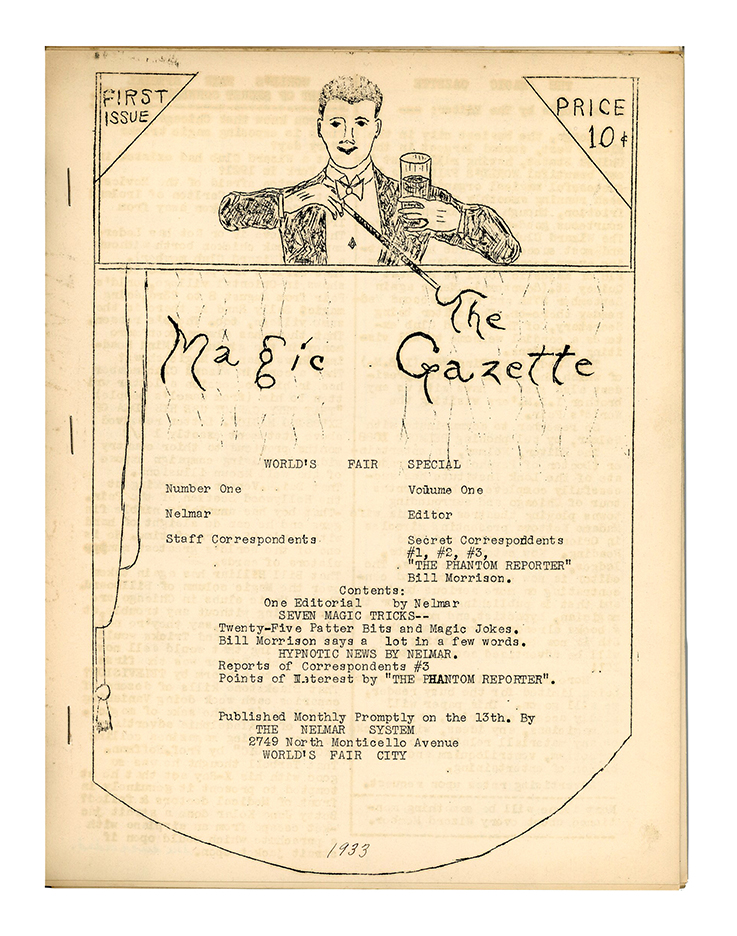 FIRST
ISSUE
PRICE
10¢
The
Magic Gazette
WORLD'S FAIR SPECIAL
Number One Volume One
Nelmar Editor
Staff Correspondents Secret Correspondents
#1, #2, #3,
"THE PHANTOM REPORTER"
Bill Morrison.
Contents:
One Editorial by Nelmar
SEVEN MAGIC TRICKS--
Twenty-Five Patter Bits and Magic Jokes.
Bill Morrison says a lot in a few words.
HYPNOTIC NEWS BY NELMAR.
Reports of Correspondents #3
Points of Interest by "THE PHANTOM REPORTER".
Published Monthly Promptly on the 13th. By
THE NELMAR SYSTEM
2749 North Monticello Avenue
WORLD'S FAIR CITY
1933